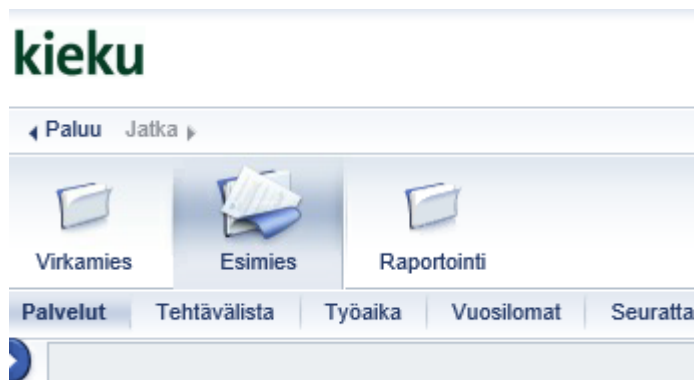 kieku
Paluu Jatka
Virkamies Esimies Raportointi
Palvelut Tehtävälista Työaika Vuosilomat